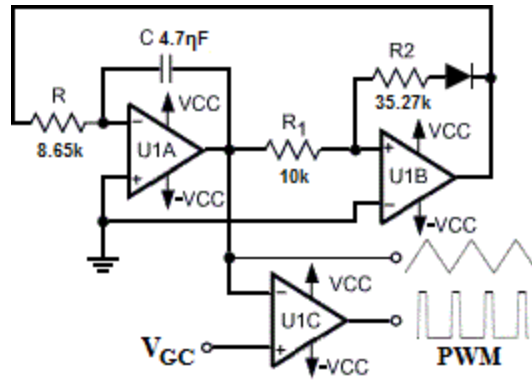 C 4.7ηF
R2
35.27k
R
8.65k
VCC
U1A
-VCC
R1
10k
VCC
U1B
-VCC
VCC
U1C
-VCC
VGC
PWM